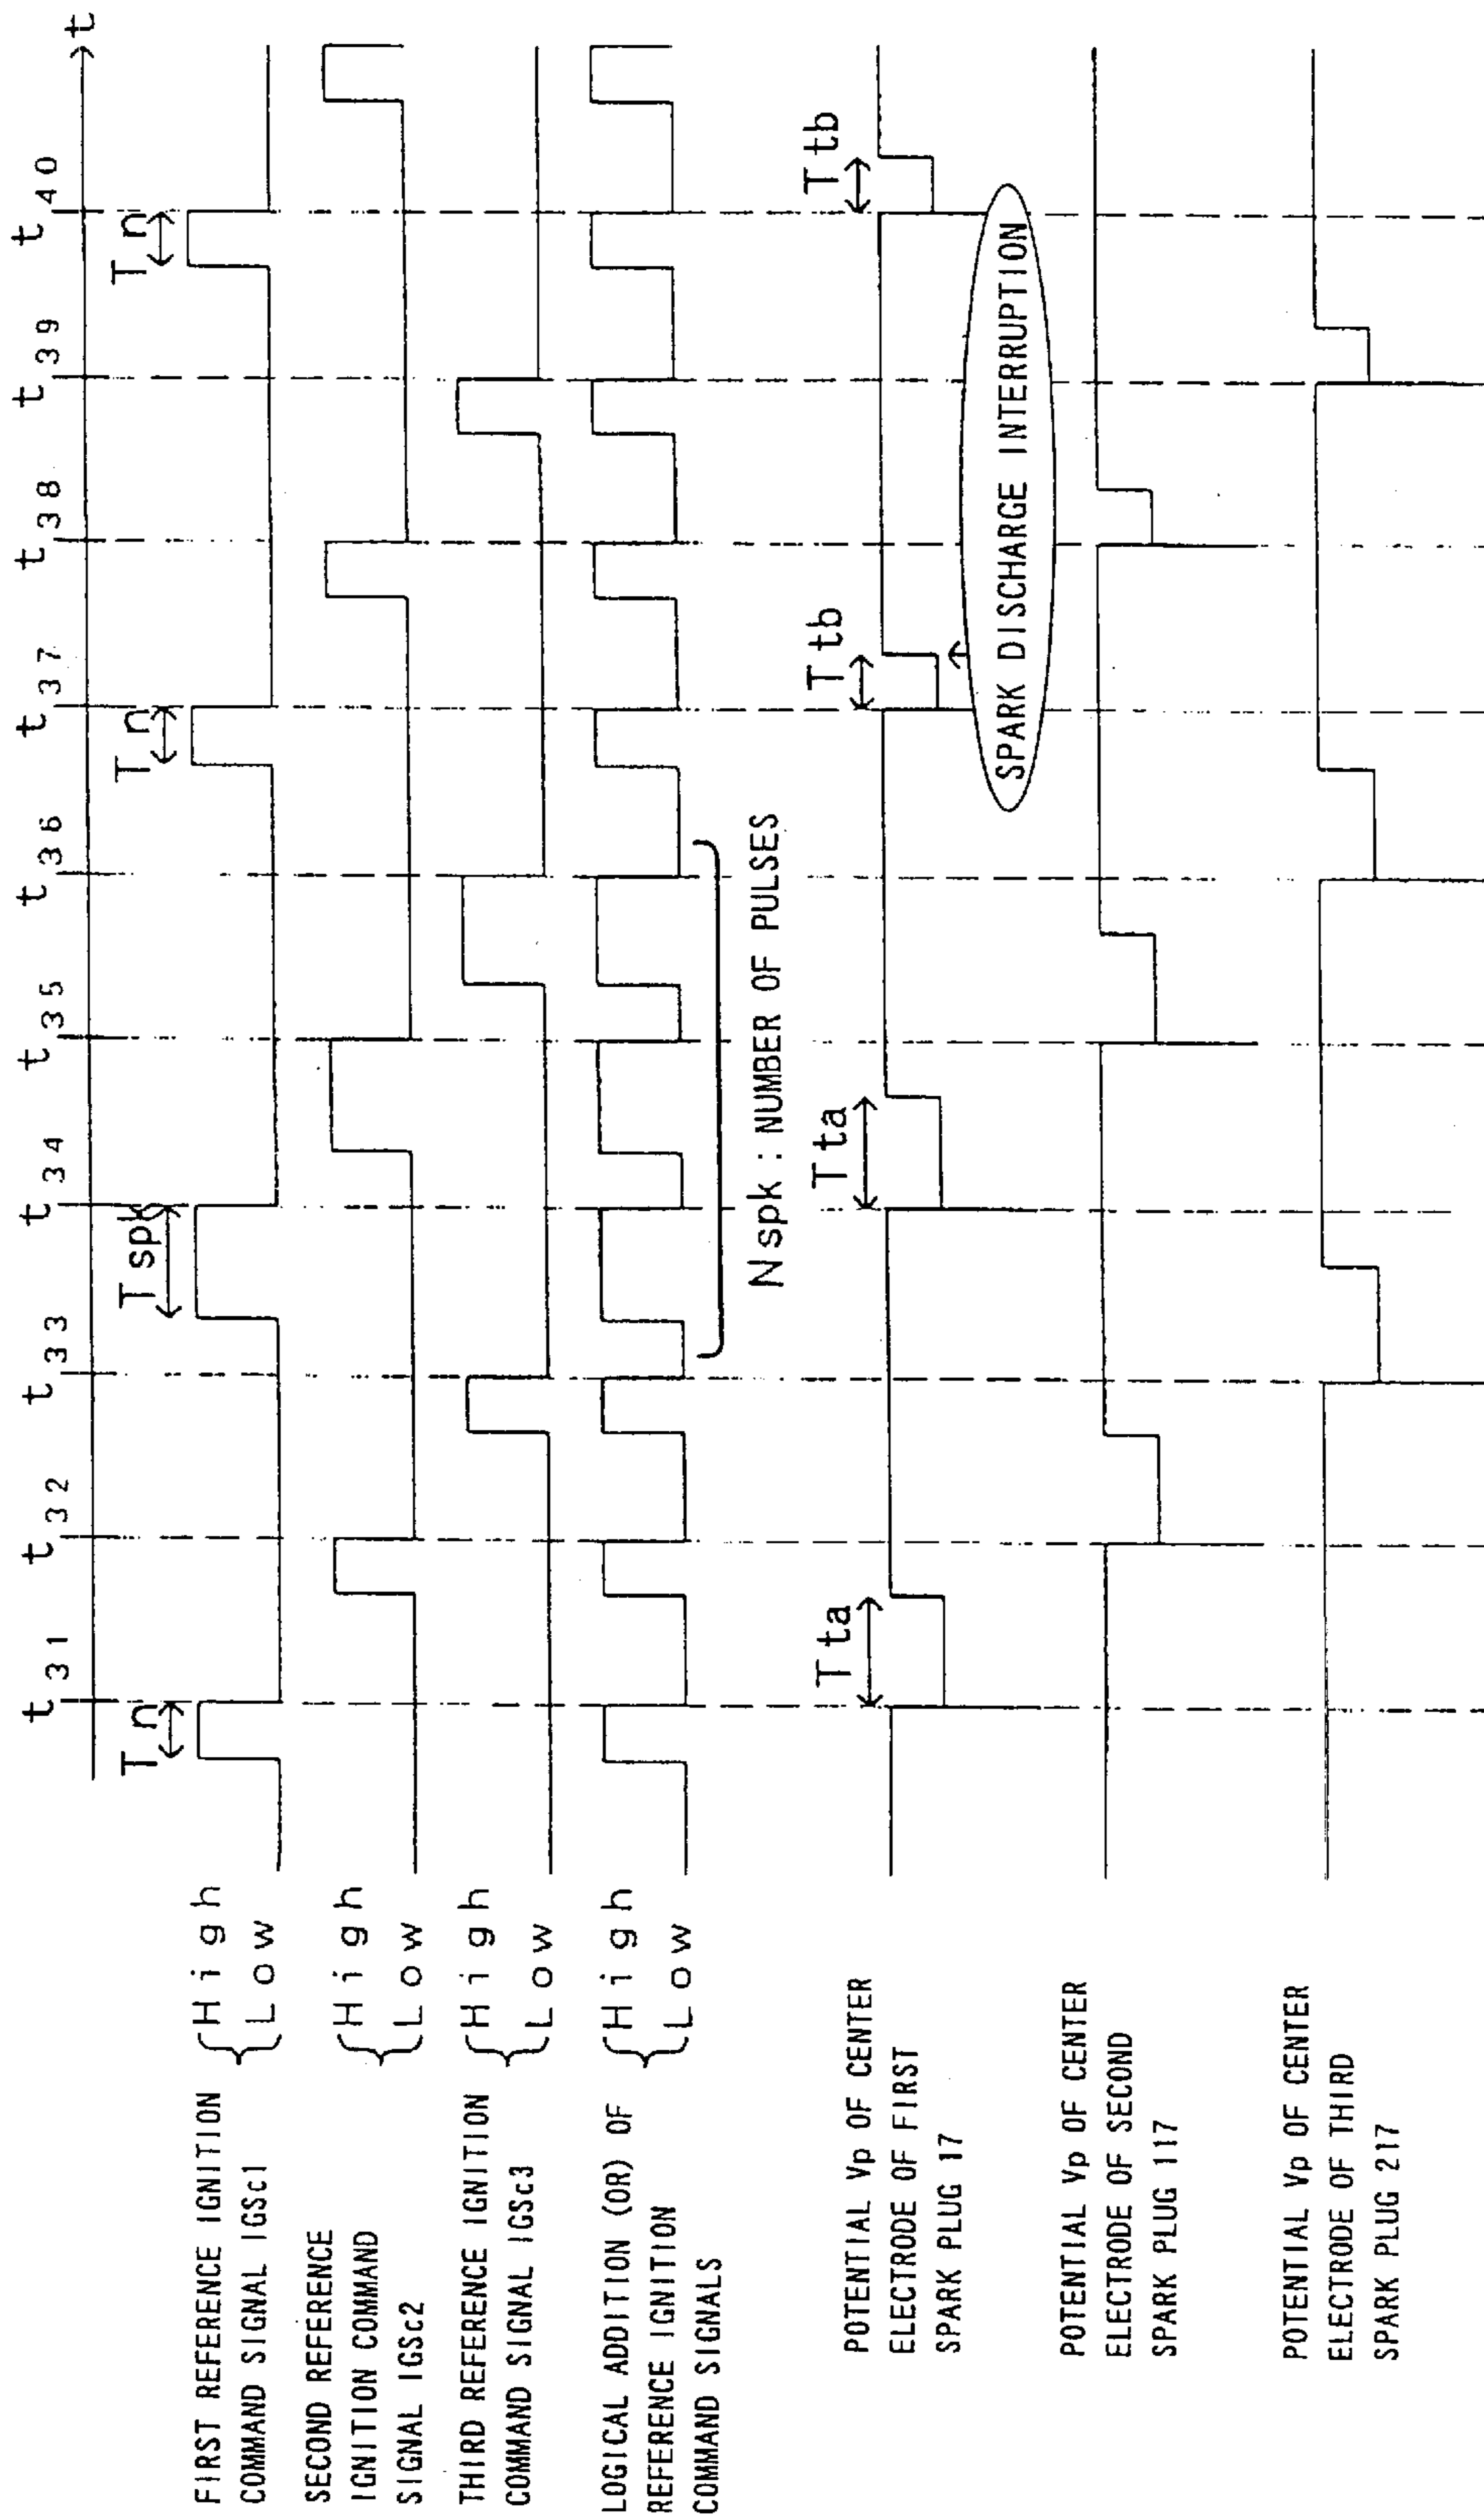 t
t31 t32 t33 t34 t35 t36 t37 t38 t39 t40
Tn Tspk Tn Tn
FIRST REFERENCE IGNITION
COMMAND SIGNAL IGSc1
High
Low
SECOND REFERENCE
IGNITION COMMAND
SIGNAL IGSc2
High
Low
THIRD REFERENCE IGNITION
COMMAND SIGNAL IGSc3
High
Low
LOGICAL ADDITION (OR) OF
REFERENCE IGNITION
COMMAND SIGNALS
High
Low
Nspk : NUMBER OF PULSES
Tta Tta Ttb Ttb
POTENTIAL Vp OF CENTER
ELECTRODE OF FIRST
SPARK PLUG 17
SPARK DISCHARGE INTERRUPTION
POTENTIAL Vp OF CENTER
ELECTRODE OF SECOND
SPARK PLUG 117
POTENTIAL Vp OF CENTER
ELECTRODE OF THIRD
SPARK PLUG 217